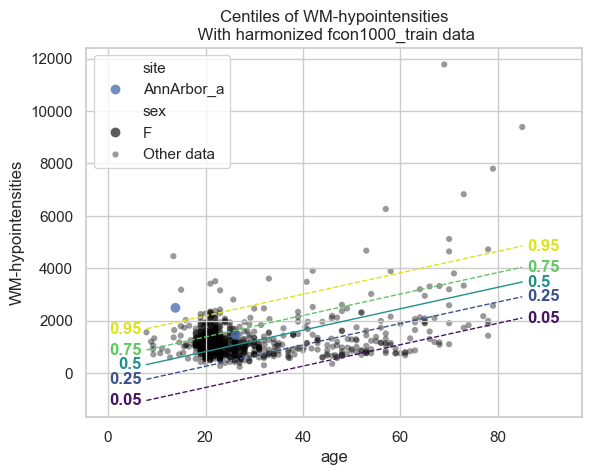 Centiles of WM-hypointensities
With harmonized fcon1000_train data
site
AnnArbor_a
sex
F
Other data
12000
10000
8000
6000
4000
2000
0
WM-hypointensities
0.95
0.75
0.5
0.25
0.05
0.95
0.75
0.5
0.25
0.05
0
20
40
60
80
age